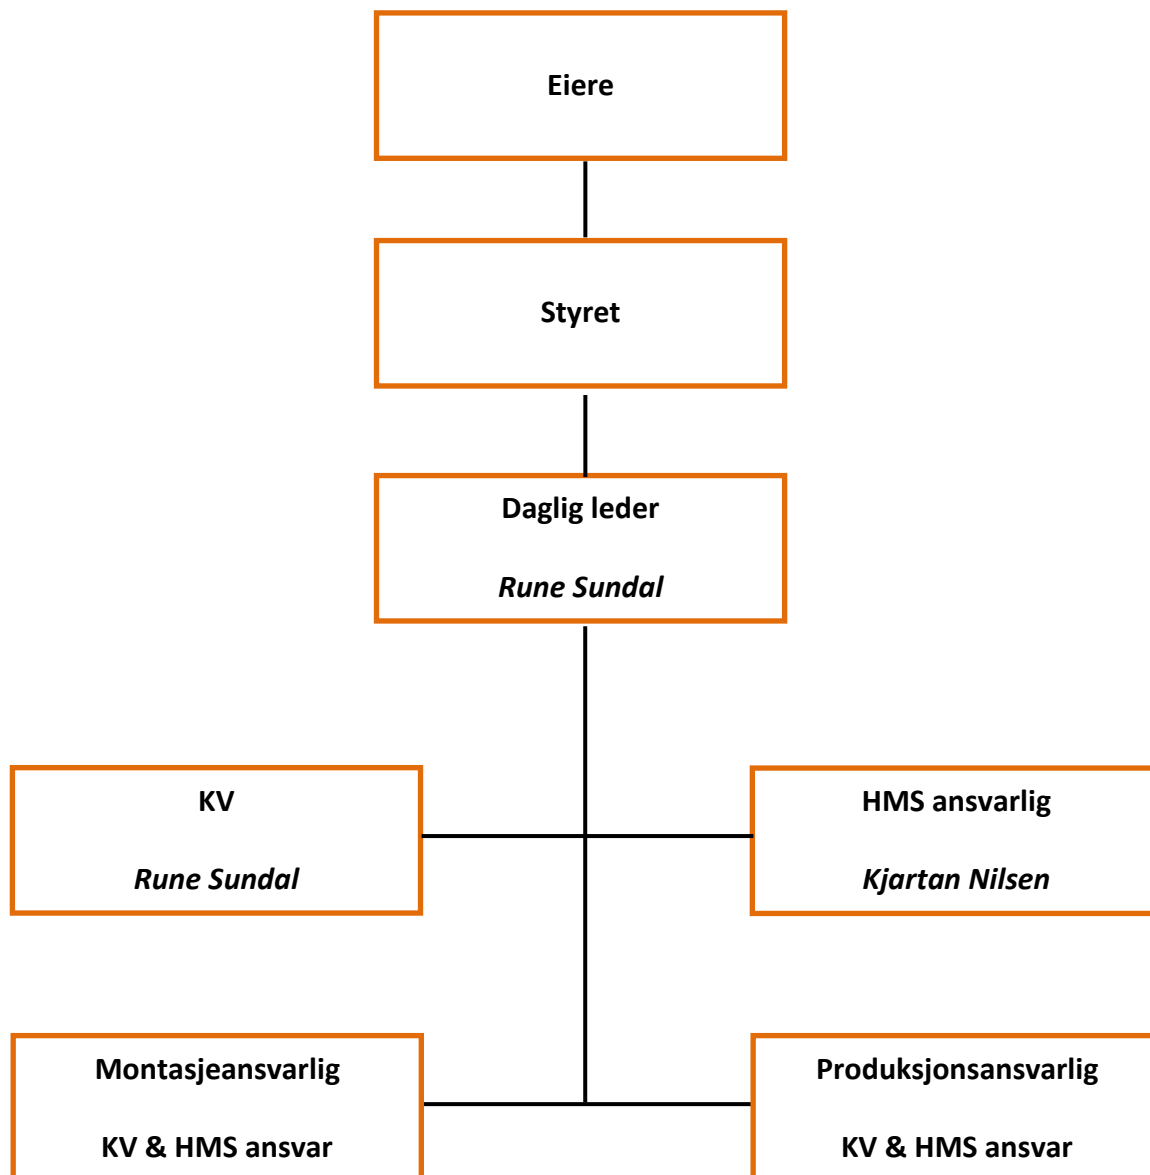 Eiere
Styret
Daglig leder
Rune Sundal
KV
Rune Sundal
HMS ansvarlig
Kjartan Nilsen
Montasjeansvarlig
KV & HMS ansvar
Produksjonsansvarlig
KV & HMS ansvar